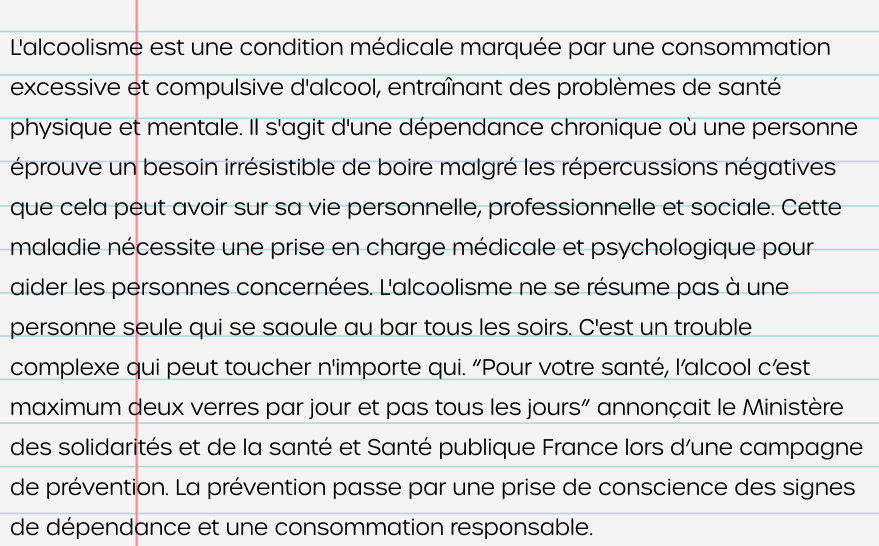 L'alcoolisme est une condition médicale marquée par une consommation
excessive et compulsive d'alcool, entraînant des problèmes de santé
physique et mentale. Il s'agit d'une dépendance chronique où une personne
éprouve un besoin irrésistible de boire malgré les répercussions négatives
que cela peut avoir sur sa vie personnelle, professionnelle et sociale. Cette
maladie nécessite une prise en charge médicale et psychologique pour
aider les personnes concernées. L'alcoolisme ne se résume pas à une
personne seule qui se saoule au bar tous les soirs. C'est un trouble
complexe qui peut toucher n'importe qui. “Pour votre santé, l’alcool c’est
maximum deux verres par jour et pas tous les jours” annonçait le Ministère
des solidarités et de la santé et Santé publique France lors d’une campagne
de prévention. La prévention passe par une prise de conscience des signes
de dépendance et une consommation responsable.